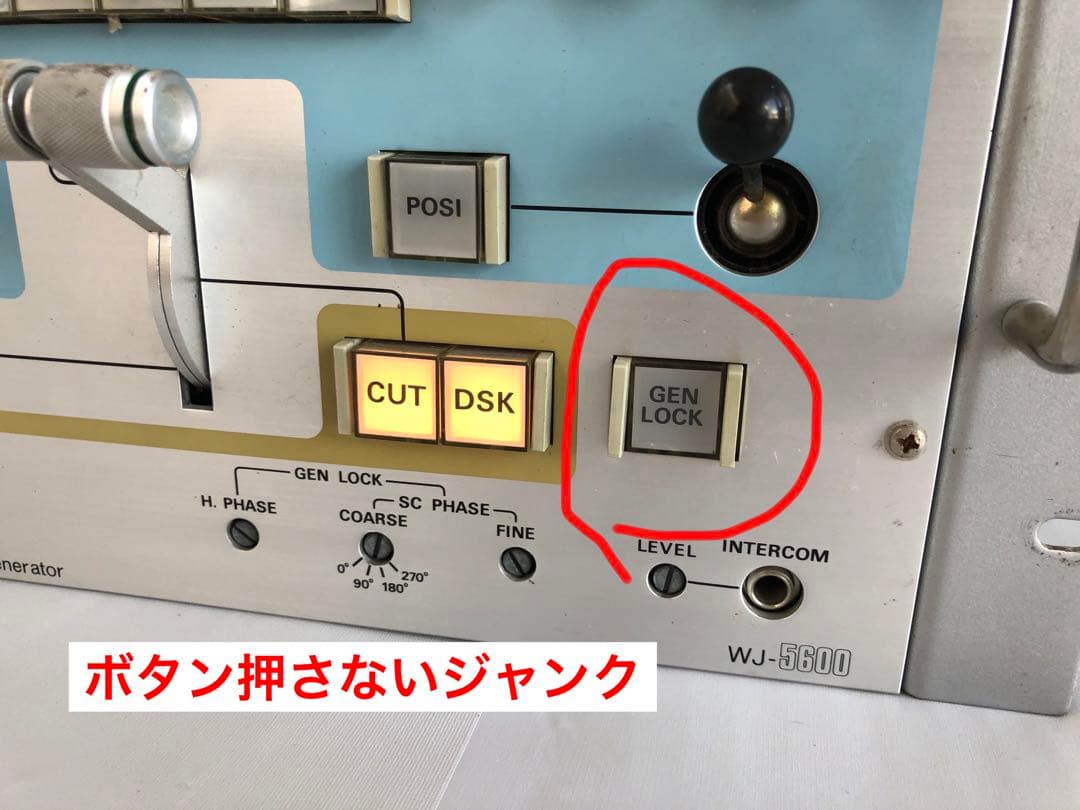 POSI
CUT
DSK
GEN
LOCK
GEN LOCK
H. PHASE
SC PHASE
COARSE
FINE
0°
90°
180°
270°
LEVEL
INTERCOM
enerator
WJ-5600
ボタン押さないジャンク